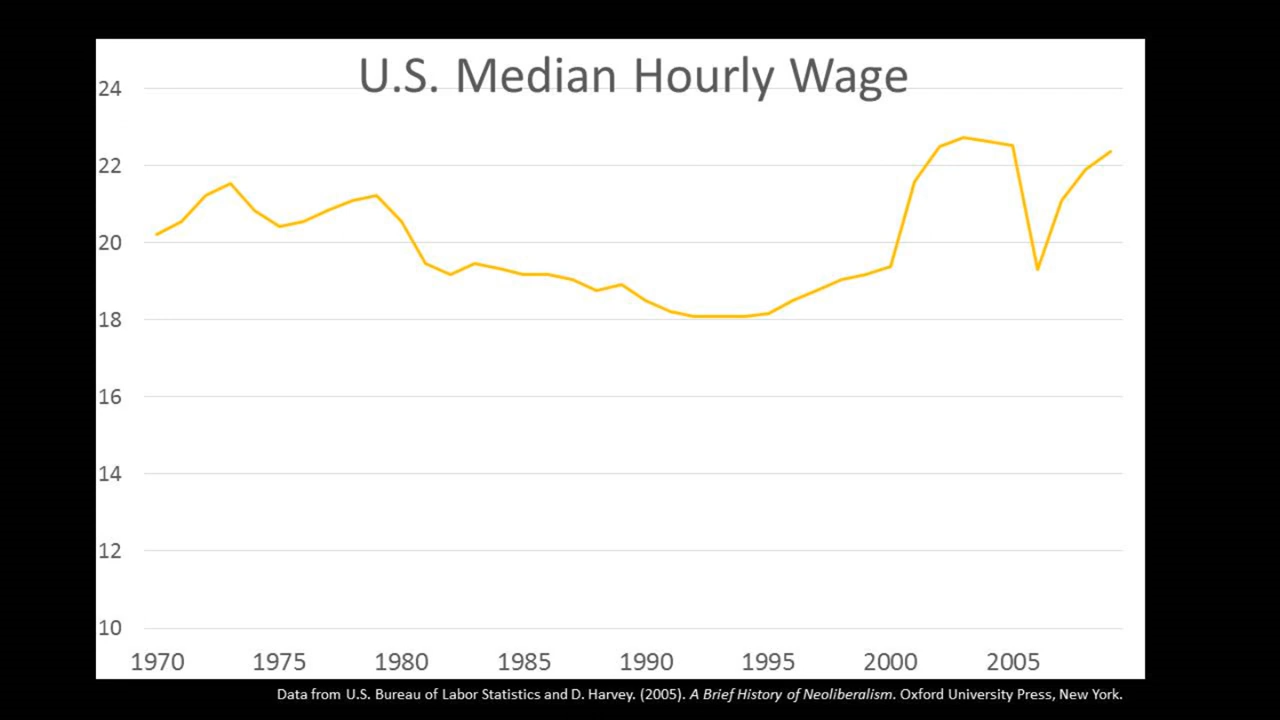 U.S. Median Hourly Wage
24
22
20
18
16
14
12
10
1970 1975 1980 1985 1990 1995 2000 2005
Data from U.S. Bureau of Labor Statistics and D. Harvey. (2005). A Brief History of Neoliberalism. Oxford University Press, New York.